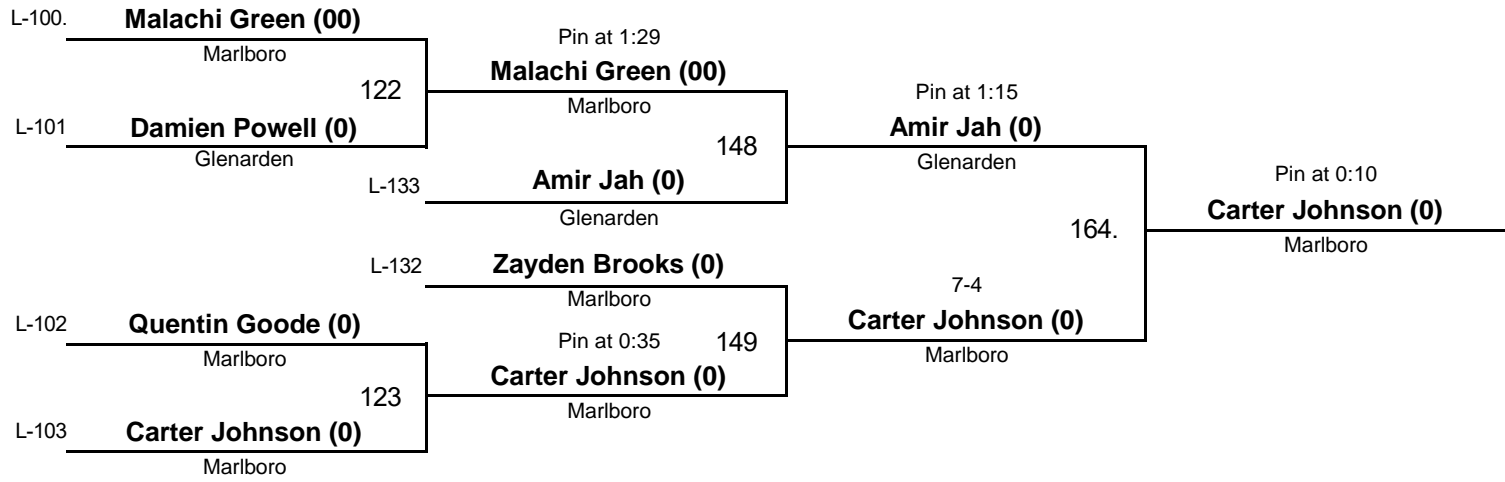 L-100.
Malachi Green (00)
Marlboro
122
L-101
Damien Powell (0)
Glenarden
Pin at 1:29
Malachi Green (00)
Marlboro
148
L-133
Amir Jah (0)
Glenarden
Pin at 1:15
Amir Jah (0)
Glenarden
164.
Pin at 0:10
Carter Johnson (0)
Marlboro
L-132
Zayden Brooks (0)
Marlboro
149
7-4
Carter Johnson (0)
Marlboro
L-102
Quentin Goode (0)
Marlboro
123
Pin at 0:35
Carter Johnson (0)
Marlboro
L-103
Carter Johnson (0)
Marlboro